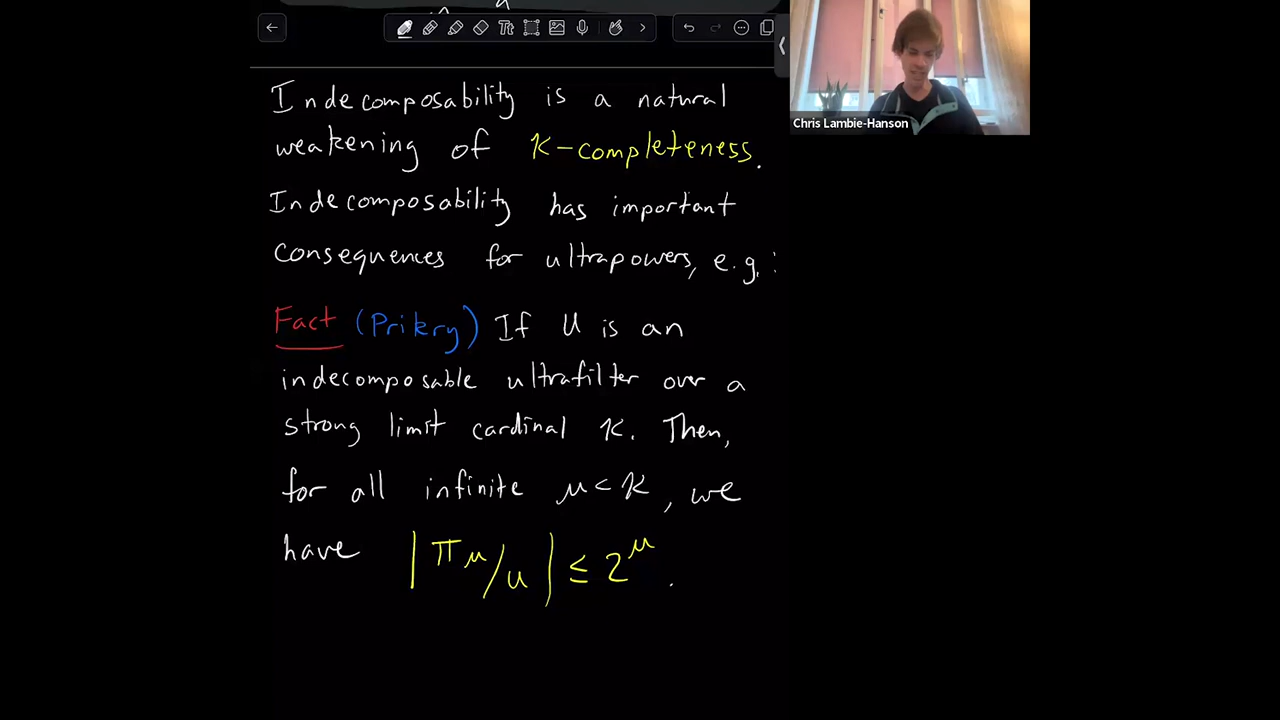 Indecomposability is a natural
weakening of κ-completeness.
Indecomposability has important
consequences for ultrapowers, e.g.:
Fact (Prikry) If U is an
indecomposable ultrafilter over a
strong limit cardinal κ. Then,
for all infinite μ < κ, we
have |πμ/U| ≤ 2^μ.
Chris Lambie-Hanson